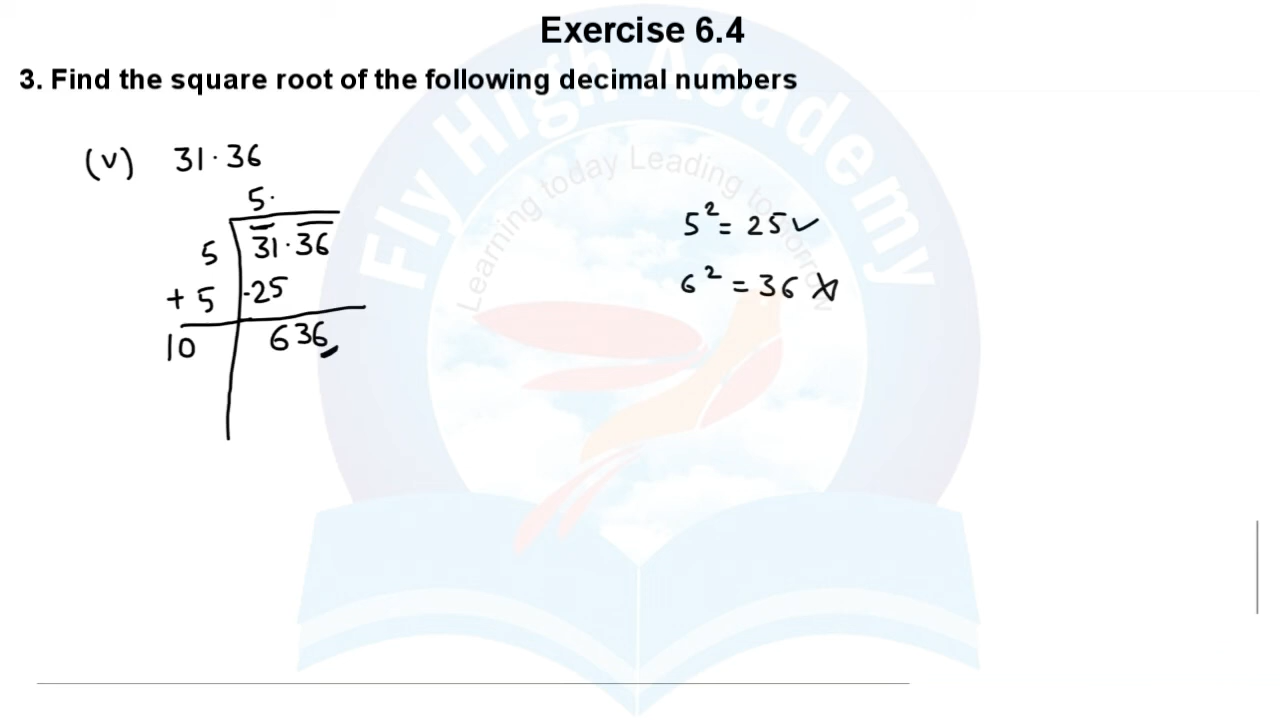 Exercise 6.4
3. Find the square root of the following decimal numbers
(v) 31.36
5.
5 31.36
+ 5 -25
10 636
5² = 25 ✓
6² = 36 ✗
Fly High Academy
Learning today Leading tomorrow